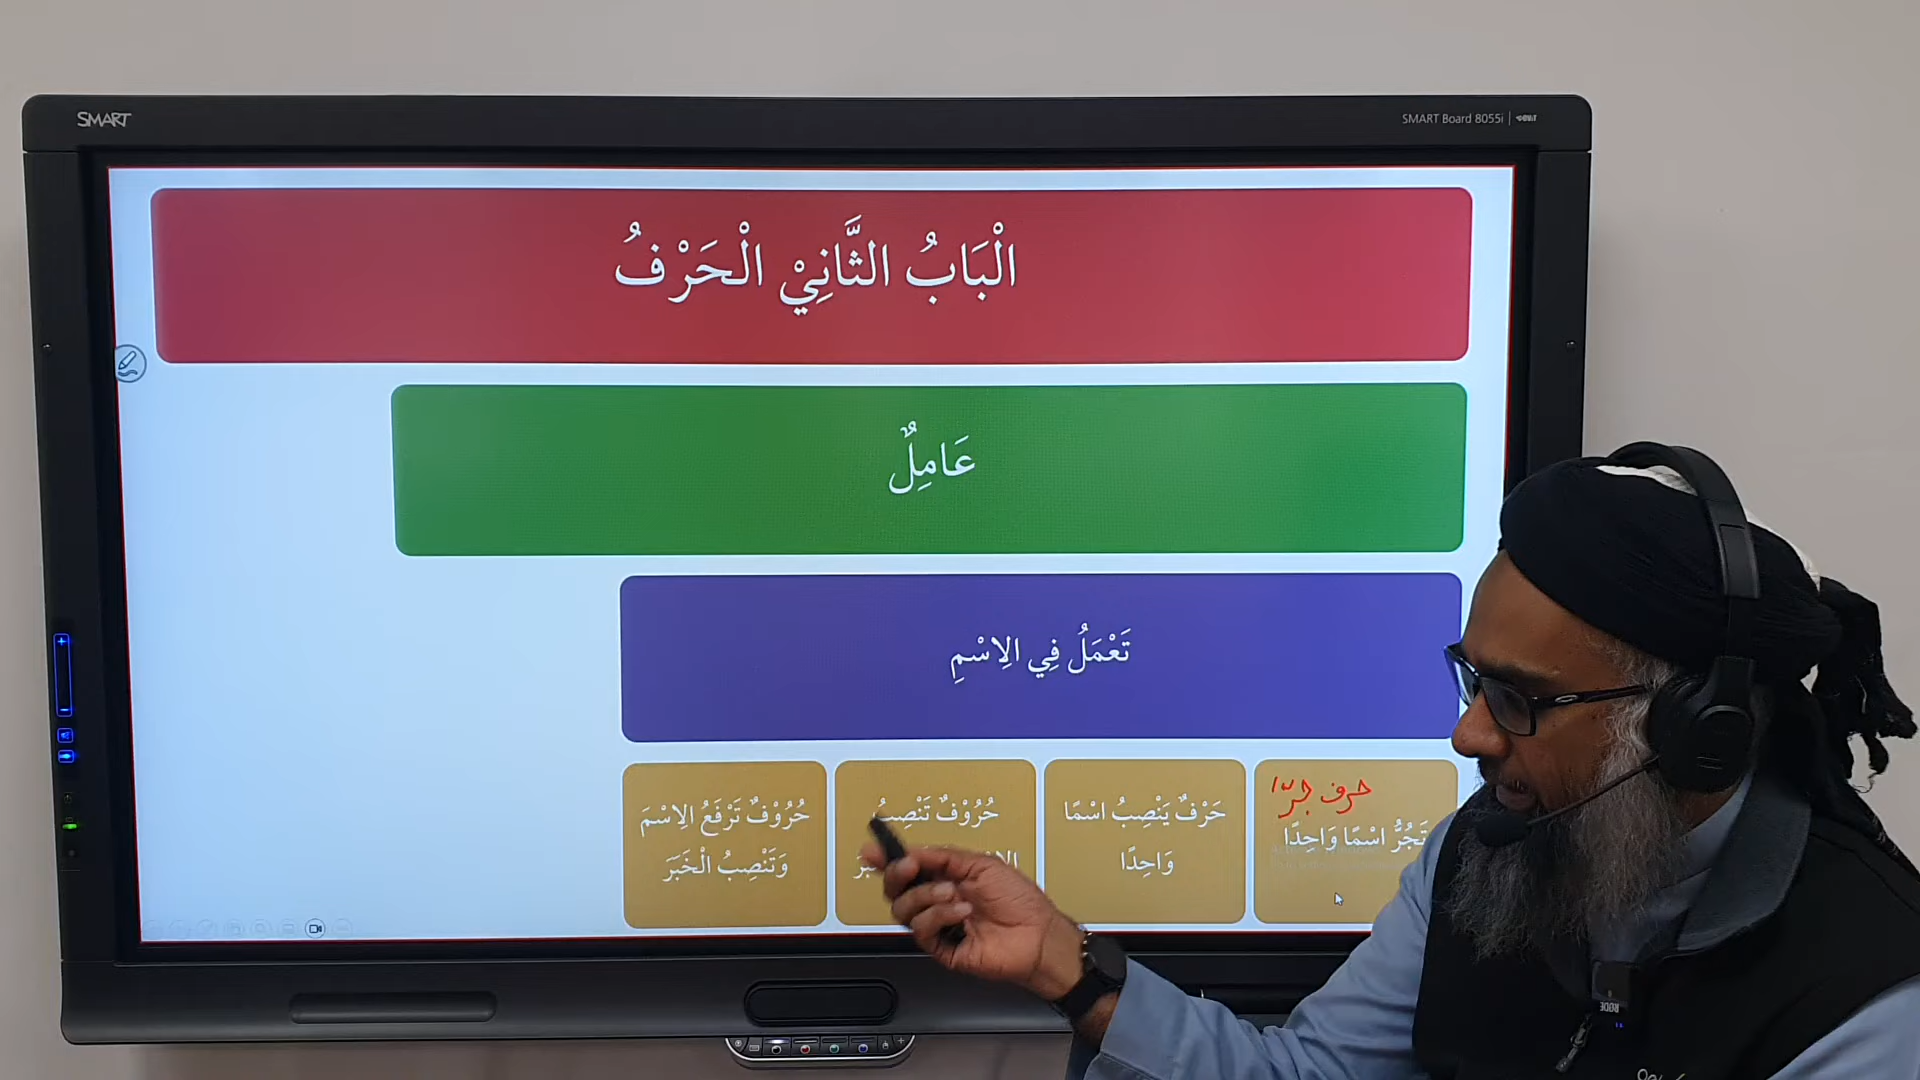 SMART
SMART Board 8055i
الْبَابُ الثَّانِيْ الْحَرْفُ
عَامِلٌ
تَعْمَلُ فِي الِاسْمِ
حرف جرّ
تَجُرُّ اسْمًا وَاحِدًا
حَرْفٌ يَنْصِبُ اسْمًا
وَاحِدًا
حُرُوْفٌ تَنْصِبُ
حُرُوْفٌ تَرْفَعُ الِاسْمَ
وَتَنْصِبُ الْخَبَرَ
RODE